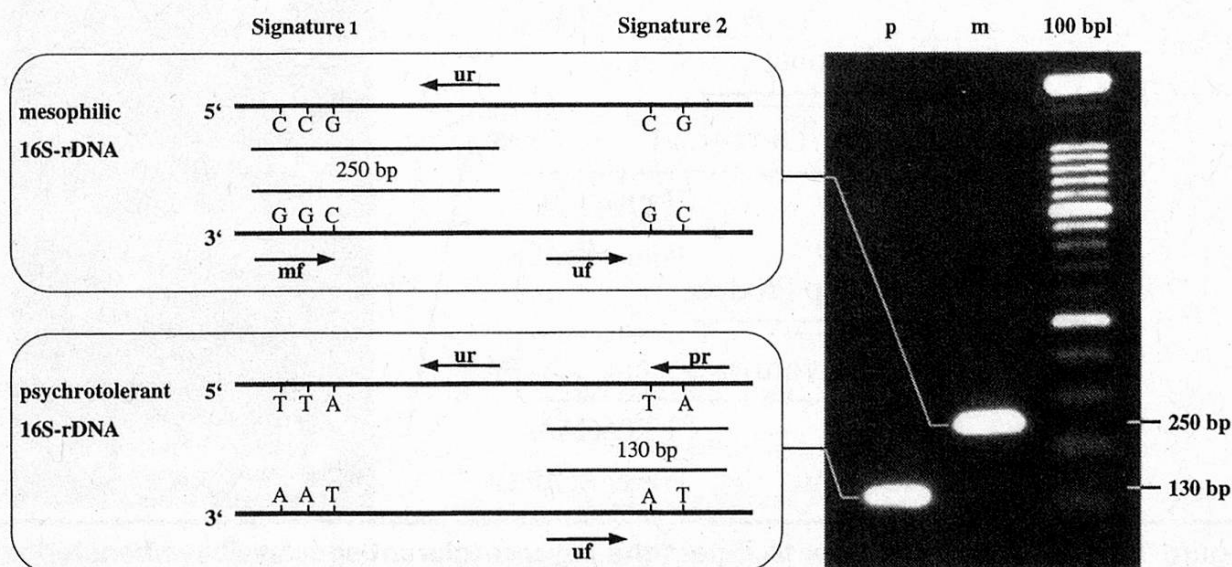 Signature 1 Signature 2 p m 100 bpl
ur
mesophilic 5‘
C C G C G
16S-rDNA
250 bp
G G C G C
3‘
mf uf
ur pr
psychrotolerant 5‘
T T A T A
16S-rDNA
130 bp
A A T A T
3‘
uf
250 bp
130 bp